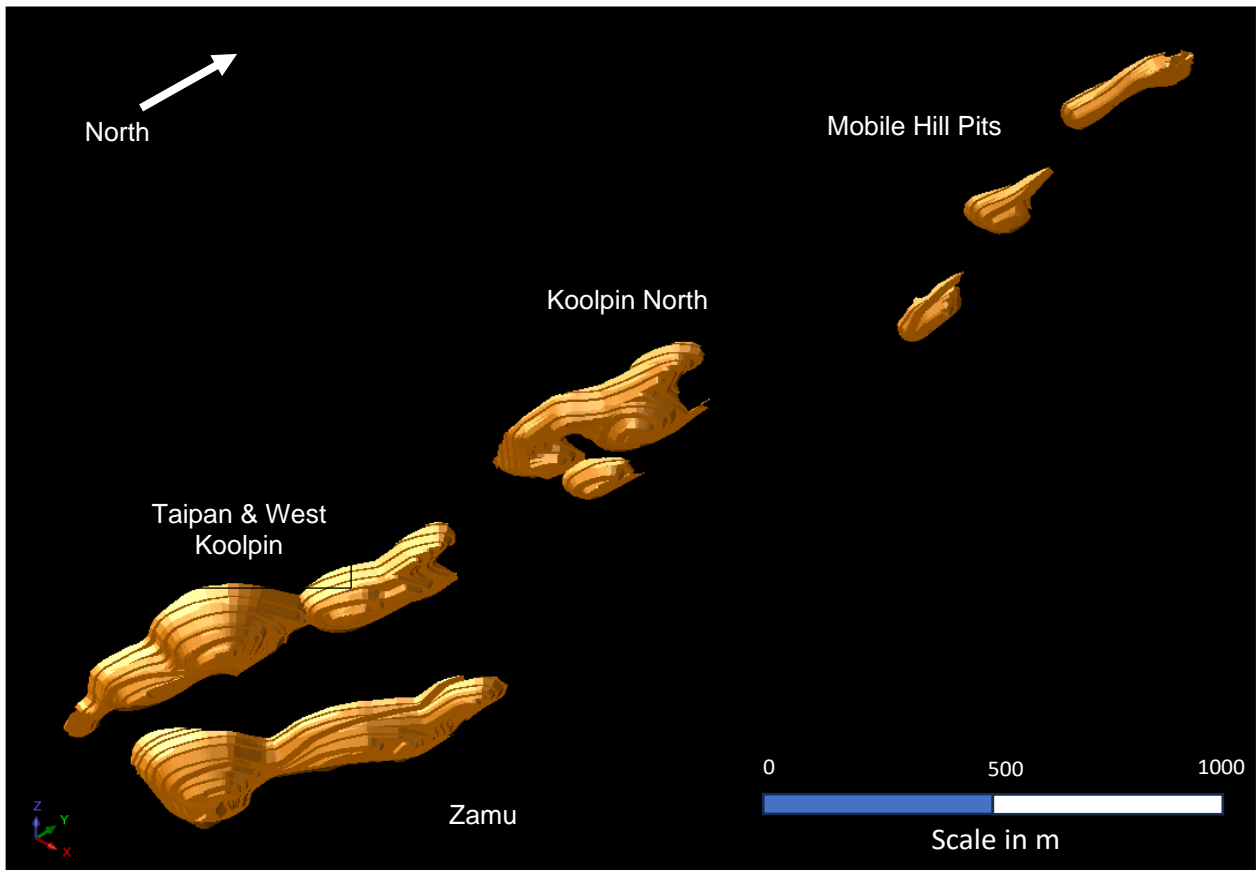 North
Mobile Hill Pits
Koolpin North
Taipan & West
Koolpin
Zamu
0 500 1000
Scale in m
Z
Y
X